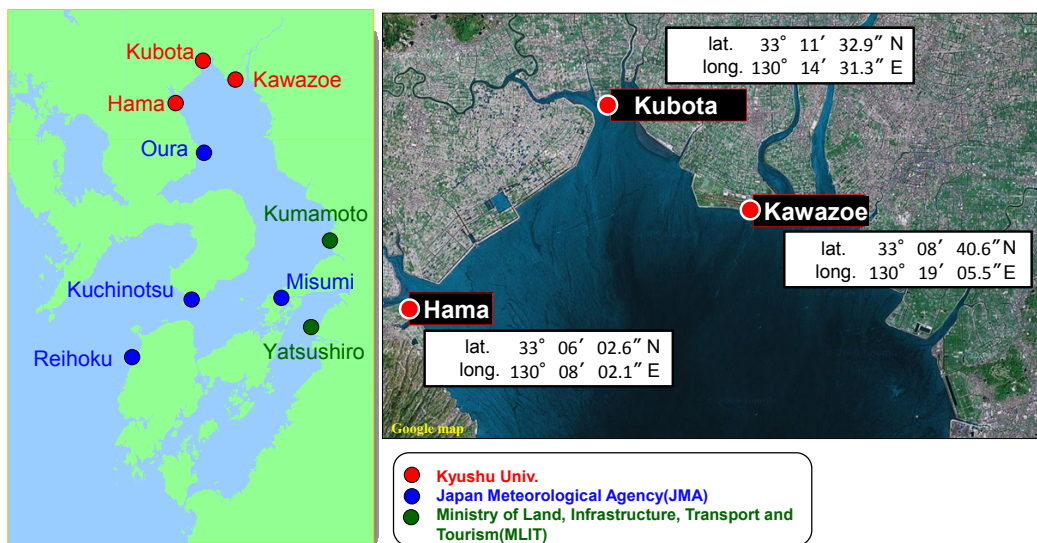 Kubota
Kawazoe
Hama
Oura
Kumamoto
Kuchinotsu
Misumi
Yatsushiro
Reihoku
lat. 33° 11′ 32.9″ N
long. 130° 14′ 31.3″ E
Kubota
Kawazoe
lat. 33° 08′ 40.6″ N
long. 130° 19′ 05.5″ E
Hama
lat. 33° 06′ 02.6″ N
long. 130° 08′ 02.1″ E
Google map
Kyushu Univ.
Japan Meteorological Agency(JMA)
Ministry of Land, Infrastructure, Transport and
Tourism(MLIT)